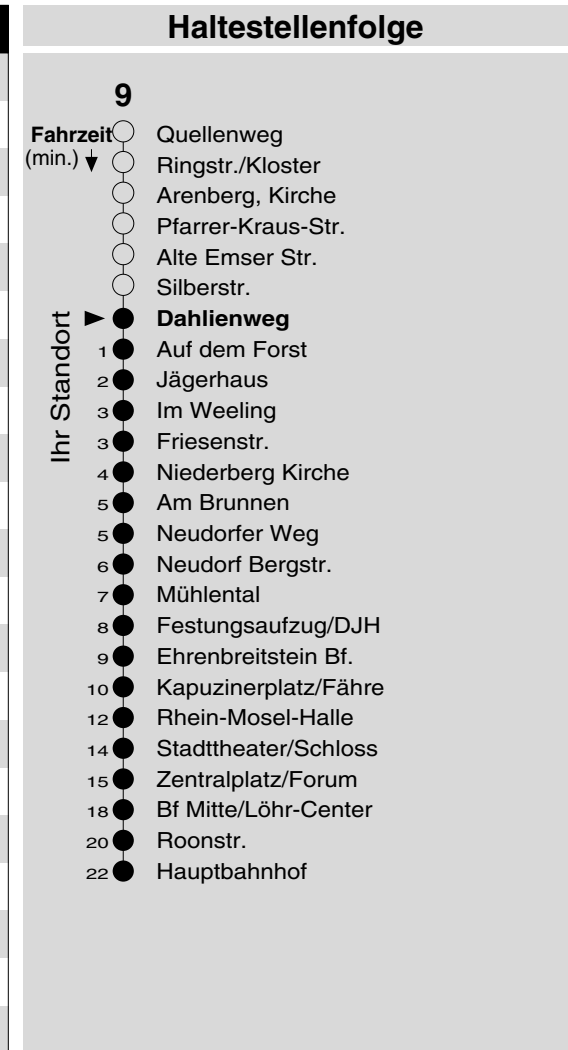 Haltestellenfolge
9
Fahrzeit
(min.)
Quellenweg
Ringstr./Kloster
Arenberg, Kirche
Pfarrer-Kraus-Str.
Alte Emser Str.
Silberstr.
Ihr Standort
Dahlienweg
1 Auf dem Forst
2 Jägerhaus
3 Im Weeling
3 Friesenstr.
4 Niederberg Kirche
5 Am Brunnen
5 Neudorfer Weg
6 Neudorf Bergstr.
7 Mühlental
8 Festungsaufzug/DJH
9 Ehrenbreitstein Bf.
10 Kapuzinerplatz/Fähre
12 Rhein-Mosel-Halle
14 Stadttheater/Schloss
15 Zentralplatz/Forum
18 Bf Mitte/Löhr-Center
20 Roonstr.
22 Hauptbahnhof